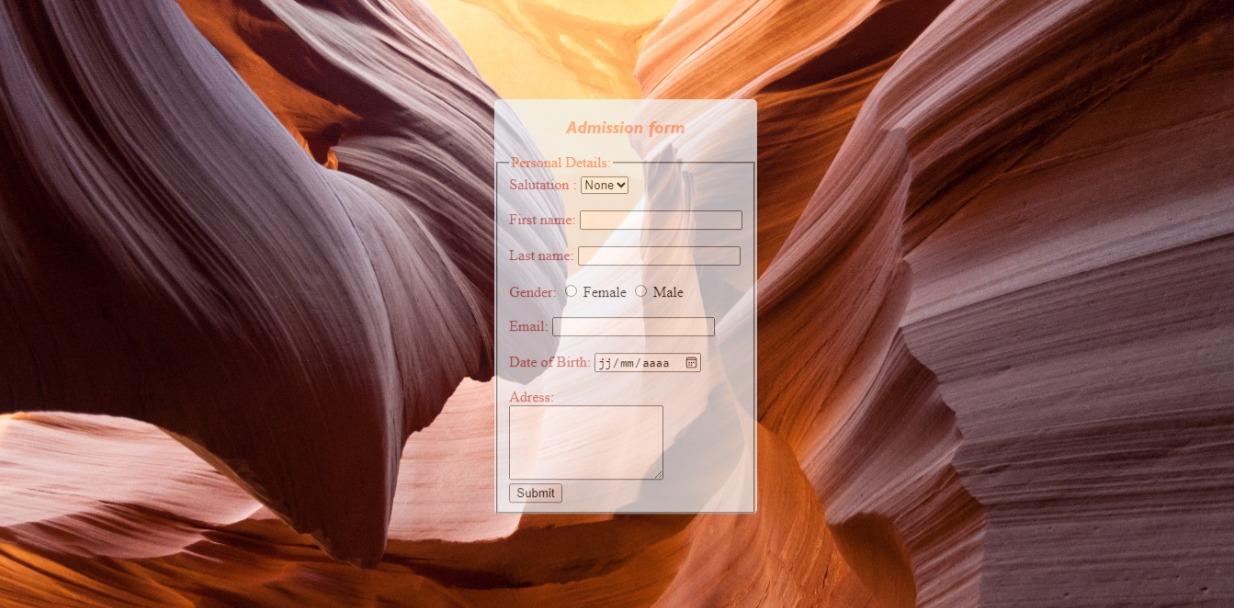 Admission form
Personal Details:
Salutation : None
First name:
Last name:
Gender: Female Male
Email:
Date of Birth: jj/mm/aaaa
Adress:
Submit